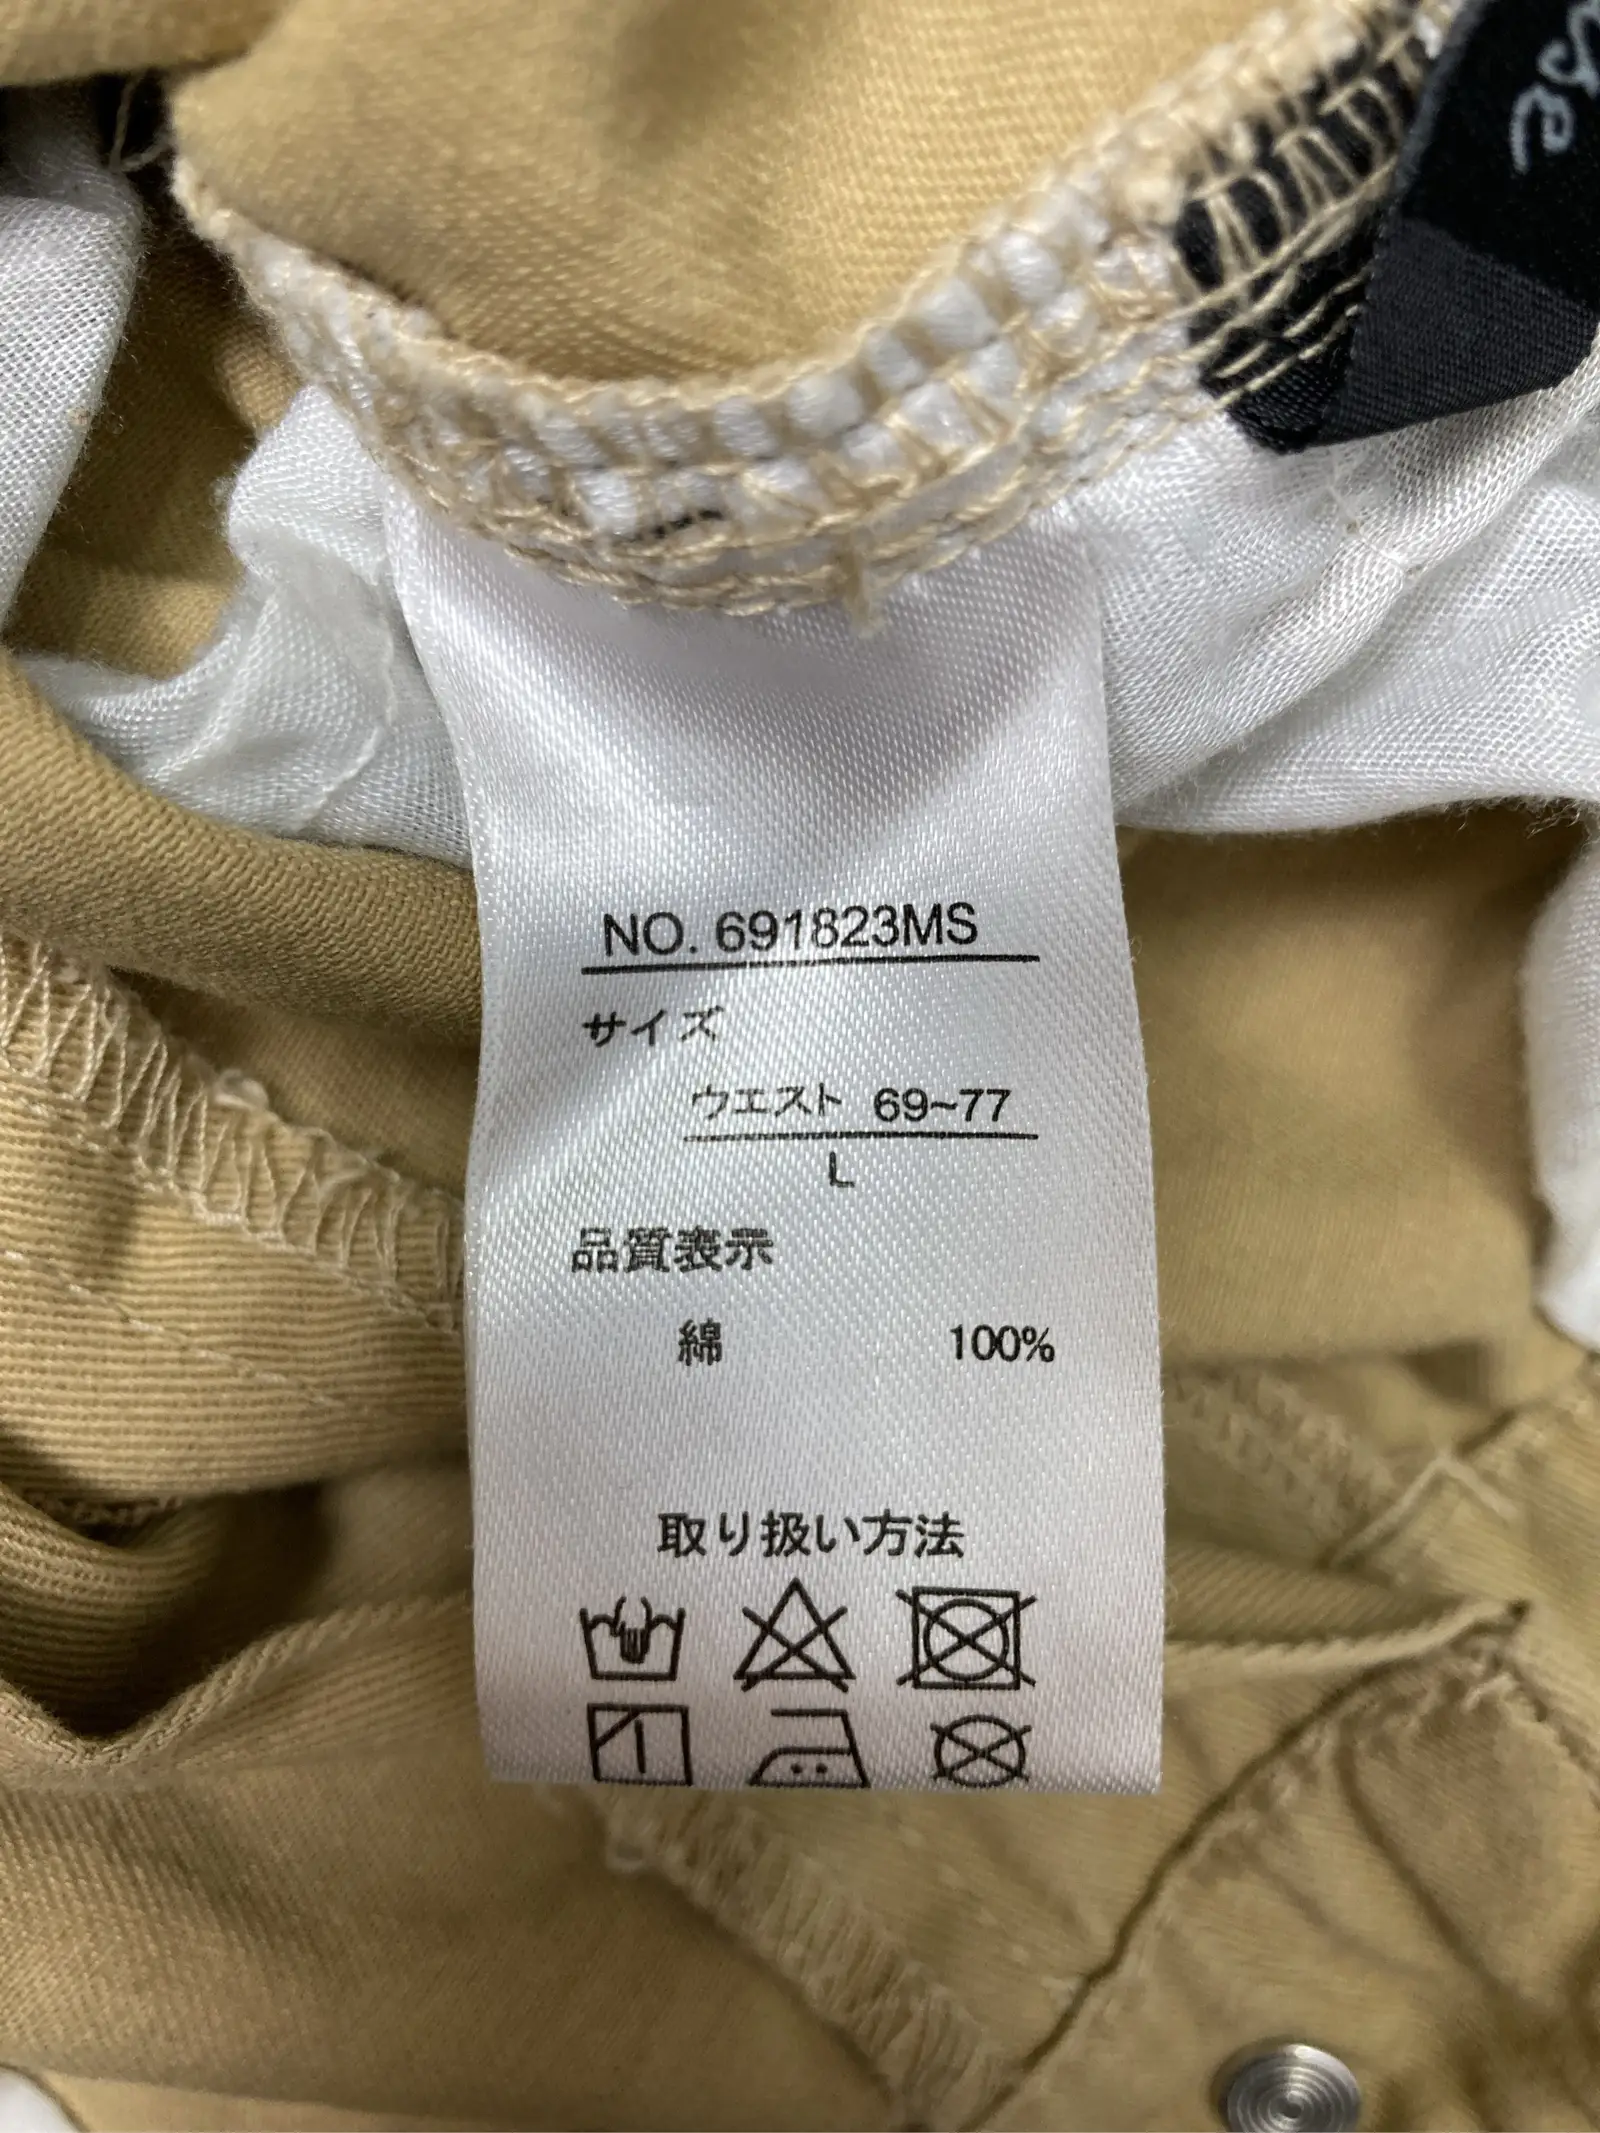 NO. 691823MS
サイズ
ウエスト 69~77
L
品質表示
綿 100%
取り扱い方法